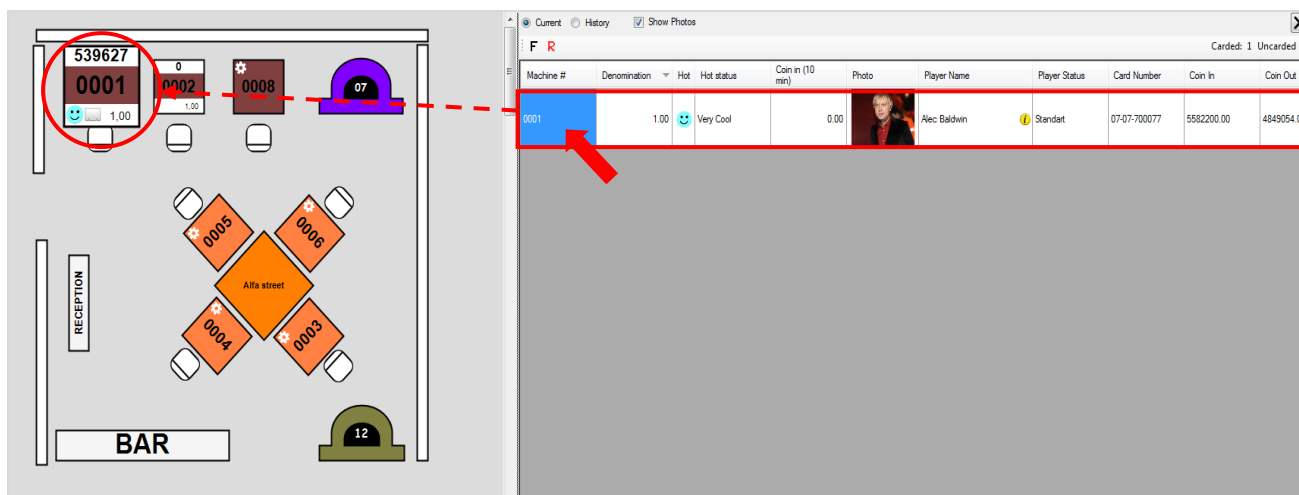 539627
0001
1,00
0
0002
1,00
0008
07
0005
0006
Alfa street
0004
0003
RECEPTION
BAR
12
Current History Show Photos
F R
Carded: 1 Uncarded
Machine # Denomination Hot Hot status Coin in (10 min) Photo Player Name Player Status Card Number Coin In Coin Out
0001 1.00 Very Cool 0.00 Alec Baldwin Standart 07-07-700077 5582200.00 4849054.0